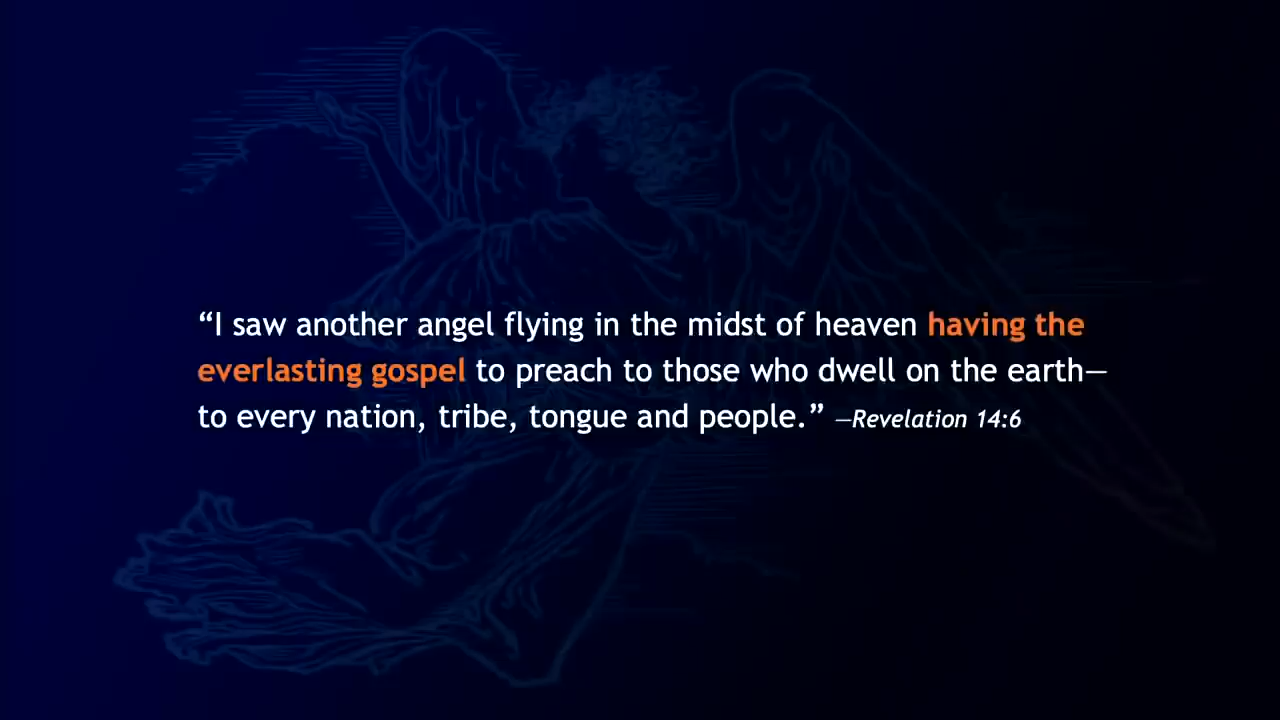 “I saw another angel flying in the midst of heaven having the
everlasting gospel to preach to those who dwell on the earth—
to every nation, tribe, tongue and people.” —Revelation 14:6